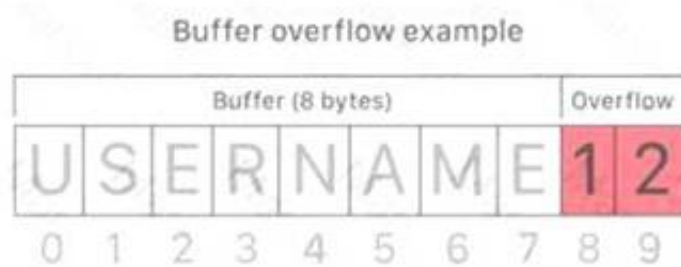 Buffer overflow example
Buffer (8 bytes) Overflow
U S E R N A M E 1 2
0 1 2 3 4 5 6 7 8 9